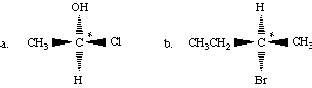 OH H
a. CH₃ C * Cl b. CH₃CH₂ C * CH₃
H Br